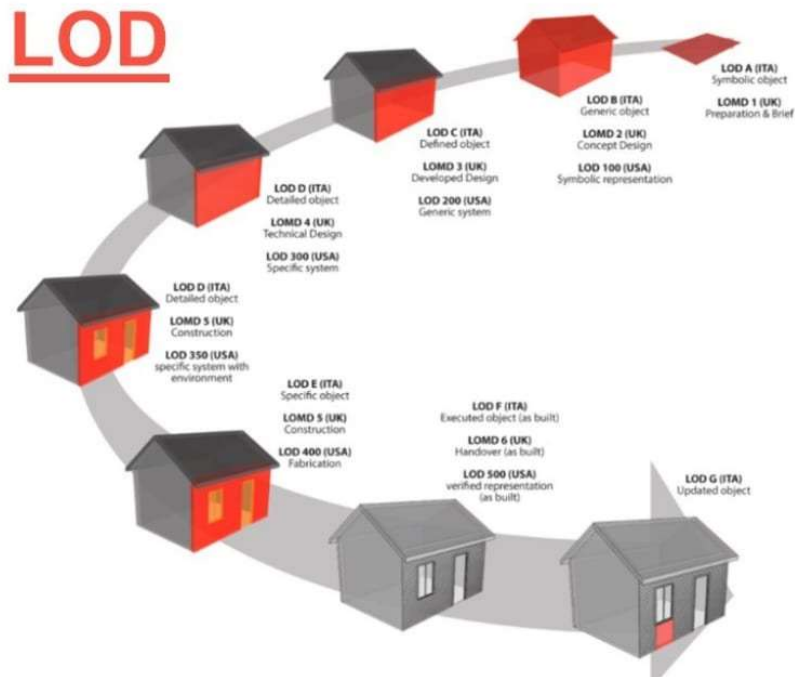 LOD
LOD A (ITA)
Symbolic object
LOMD 1 (UK)
Preparation & Brief
LOD B (ITA)
Generic object
LOMD 2 (UK)
Concept Design
LOD 100 (USA)
Symbolic representation
LOD C (ITA)
Defined object
LOMD 3 (UK)
Developed Design
LOD 200 (USA)
Generic system
LOD D (ITA)
Detailed object
LOMD 4 (UK)
Technical Design
LOD 300 (USA)
Specific system
LOD D (ITA)
Detailed object
LOMD 5 (UK)
Construction
LOD 350 (USA)
specific system with
environment
LOD E (ITA)
Specific object
LOMD 5 (UK)
Construction
LOD 400 (USA)
Fabrication
LOD F (ITA)
Executed object (as built)
LOMD 6 (UK)
Handover (as built)
LOD 500 (USA)
verified representation
(as built)
LOD G (ITA)
Updated object